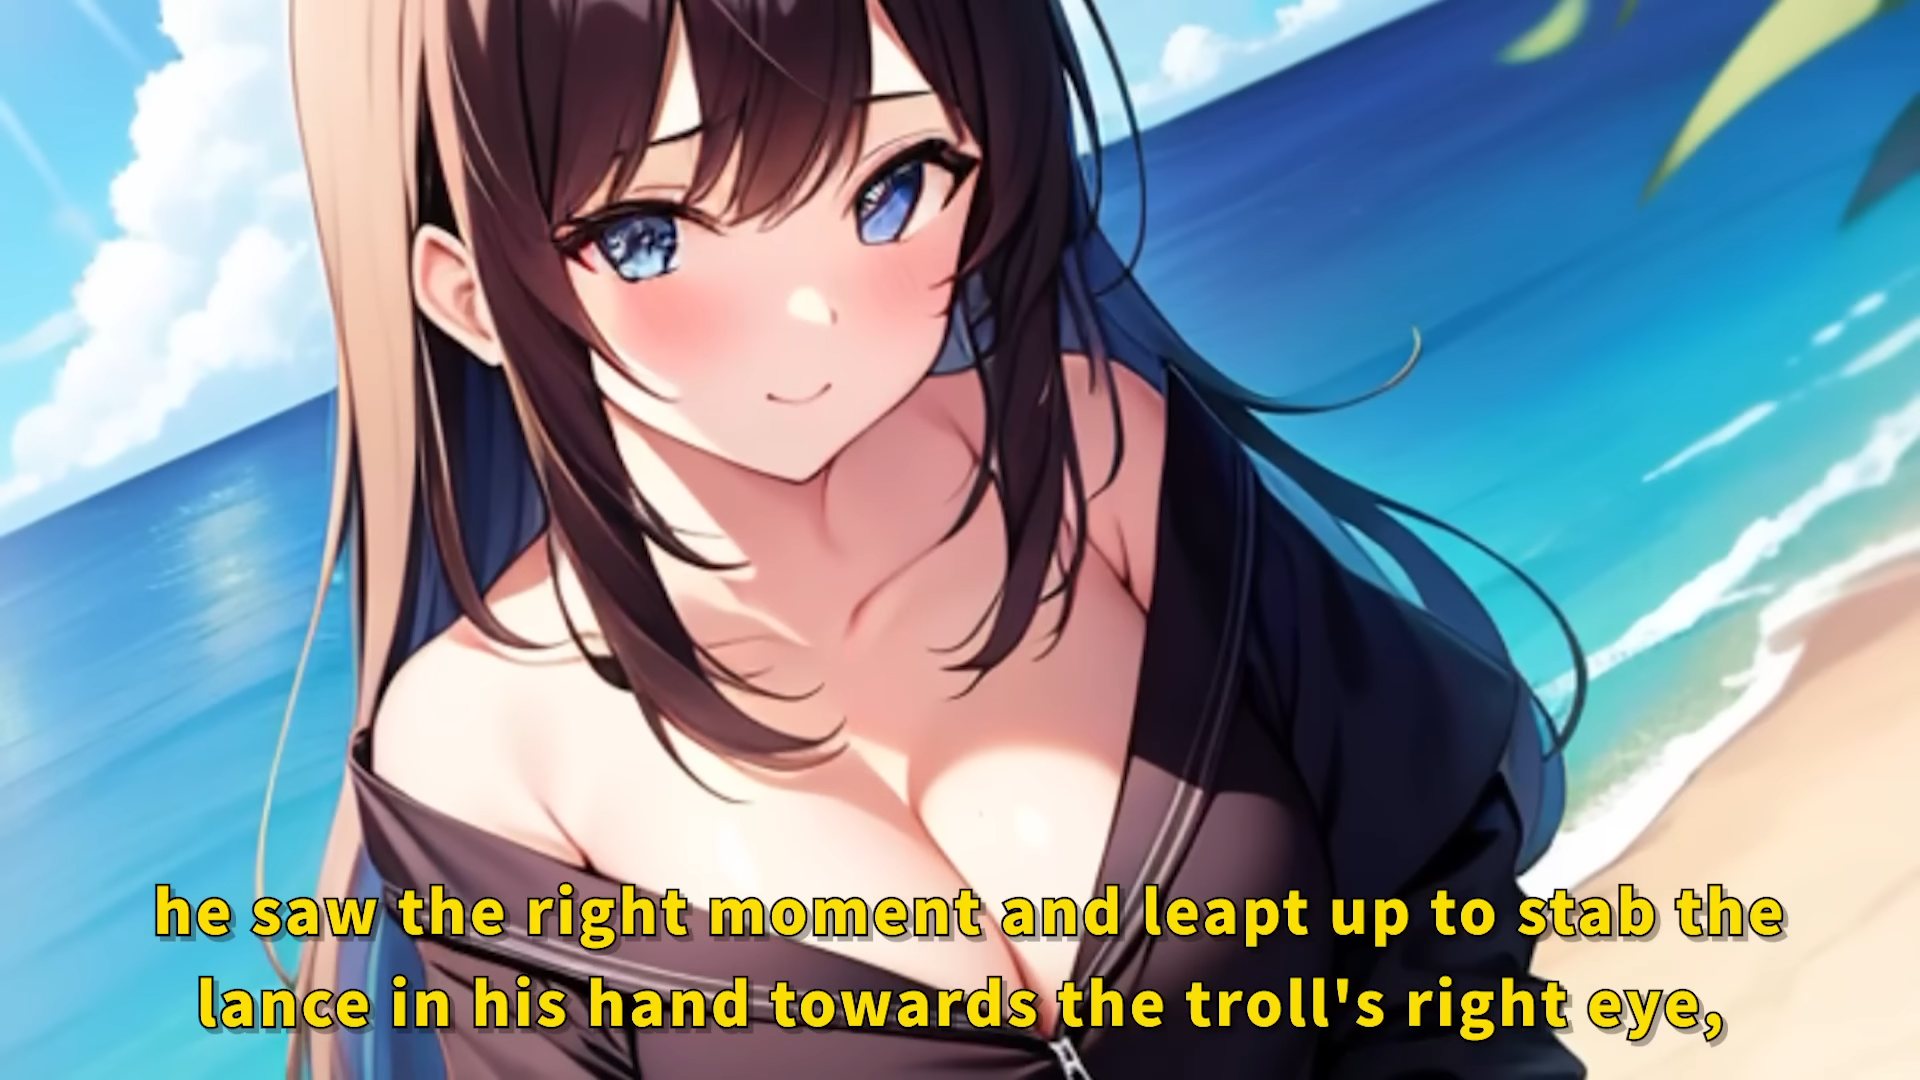 he saw the right moment and leapt up to stab the
lance in his hand towards the troll's right eye,